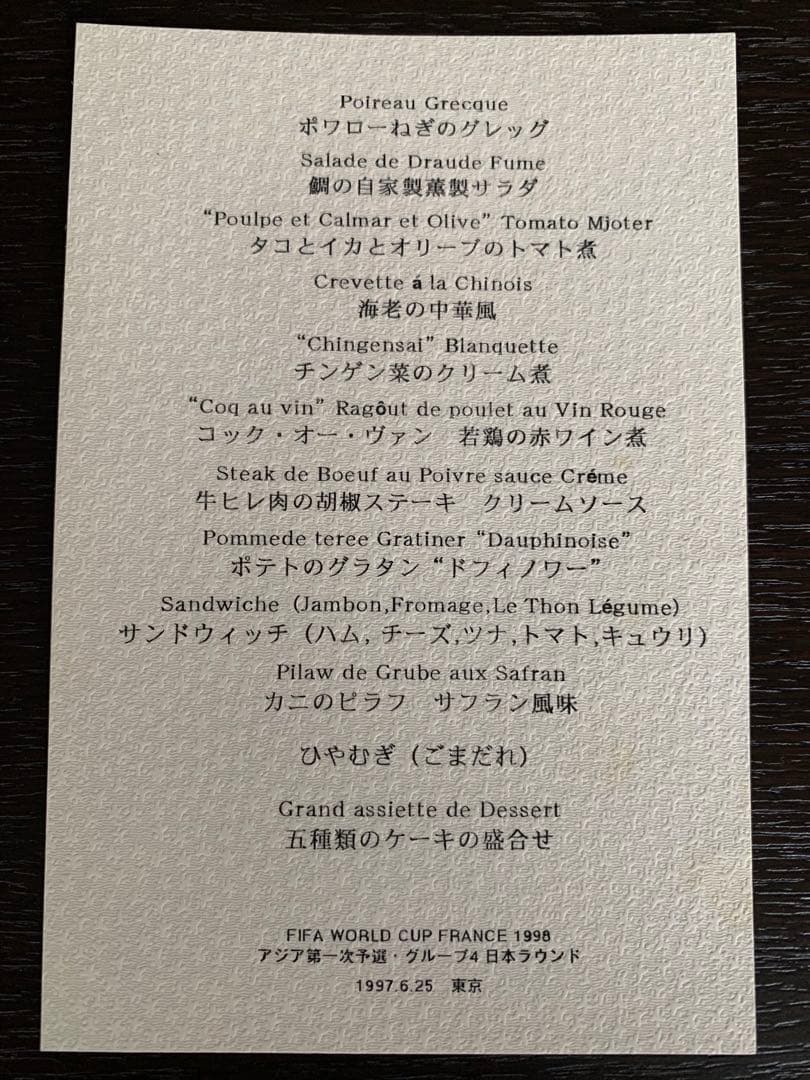 Poireau Grecque
ポワローねぎのグレッグ
Salade de Draude Fume
鯛の自家製薫製サラダ
“Poulpe et Calmar et Olive” Tomato Mjoter
タコとイカとオリーブのトマト煮
Crevette á la Chinois
海老の中華風
“Chingensai” Blanquette
チンゲン菜のクリーム煮
“Coq au vin” Ragôut de poulet au Vin Rouge
コック・オー・ヴァン　若鶏の赤ワイン煮
Steak de Boeuf au Poivre sauce Créme
牛ヒレ肉の胡椒ステーキ　クリームソース
Pommede teree Gratiner “Dauphinoise”
ポテトのグラタン“ドフィノワー”
Sandwiche (Jambon,Fromage,Le Thon Légume)
サンドウィッチ (ハム, チーズ,ツナ,トマト,キュウリ)
Pilaw de Grube aux Safran
カニのピラフ　サフラン風味
ひやむぎ (ごまだれ)
Grand assiette de Dessert
五種類のケーキの盛合せ
FIFA WORLD CUP FRANCE 1998
アジア第一次予選・グループ4 日本ラウンド
1997.6.25　東京